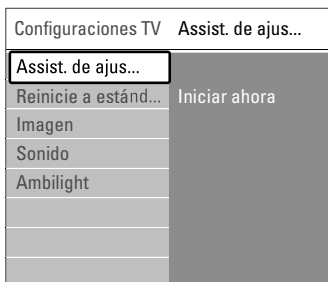 Configuraciones TV Assist. de ajus...
Assist. de ajus...
Reinicie a estánd... Iniciar ahora
Imagen
Sonido
Ambilight